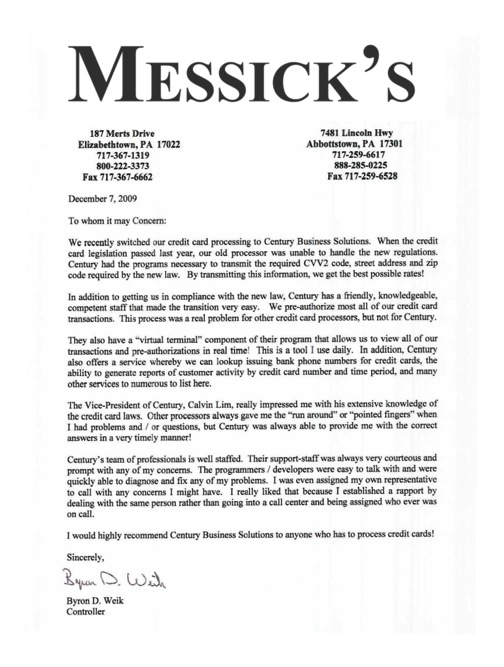 MESSICK'S
187 Merts Drive
Elizabethtown, PA 17022
717-367-1319
800-222-3373
Fax 717-367-6662
7481 Lincoln Hwy
Abbottstown, PA 17301
717-259-6617
888-285-0225
Fax 717-259-6528
December 7, 2009
To whom it may Concern:
We recently switched our credit card processing to Century Business Solutions. When the credit
card legislation passed last year, our old processor was unable to handle the new regulations.
Century had the programs necessary to transmit the required CVV2 code, street address and zip
code required by the new law. By transmitting this information, we get the best possible rates!
In addition to getting us in compliance with the new law, Century has a friendly, knowledgeable,
competent staff that made the transition very easy. We pre-authorize most all of our credit card
transactions. This process was a real problem for other credit card processors, but not for Century.
They also have a "virtual terminal" component of their program that allows us to view all of our
transactions and pre-authorizations in real time! This is a tool I use daily. In addition, Century
also offers a service whereby we can lookup issuing bank phone numbers for credit cards, the
ability to generate reports of customer activity by credit card number and time period, and many
other services to numerous to list here.
The Vice-President of Century, Calvin Lim, really impressed me with his extensive knowledge of
the credit card laws. Other processors always gave me the "run around" or "pointed fingers" when
I had problems and / or questions, but Century was always able to provide me with the correct
answers in a very timely manner!
Century's team of professionals is well staffed. Their support-staff was always very courteous and
prompt with any of my concerns. The programmers / developers were easy to talk with and were
quickly able to diagnose and fix any of my problems. I was even assigned my own representative
to call with any concerns I might have. I really liked that because I established a rapport by
dealing with the same person rather than going into a call center and being assigned who ever was
on call.
I would highly recommend Century Business Solutions to anyone who has to process credit cards!
Sincerely,
Byron D. Weik
Byron D. Weik
Controller